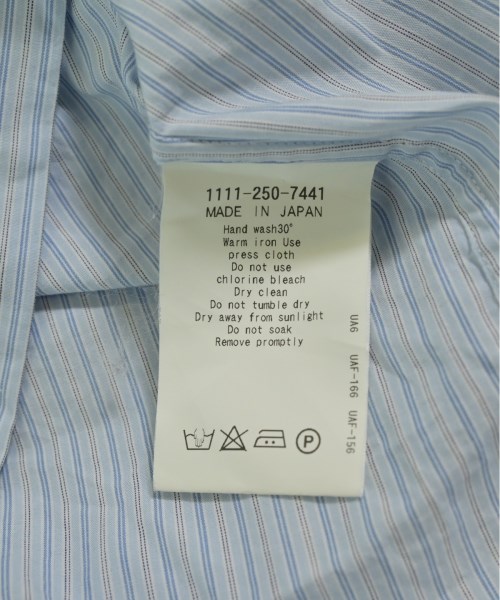 1111-250-7441
MADE IN JAPAN
Hand wash30°
Warm iron Use
press cloth
Do not use
chlorine bleach
Dry clean
Do not tumble dry
Dry away from sunlight
Do not soak
Remove promptly
P
UA6 UAF-166 UAF-156